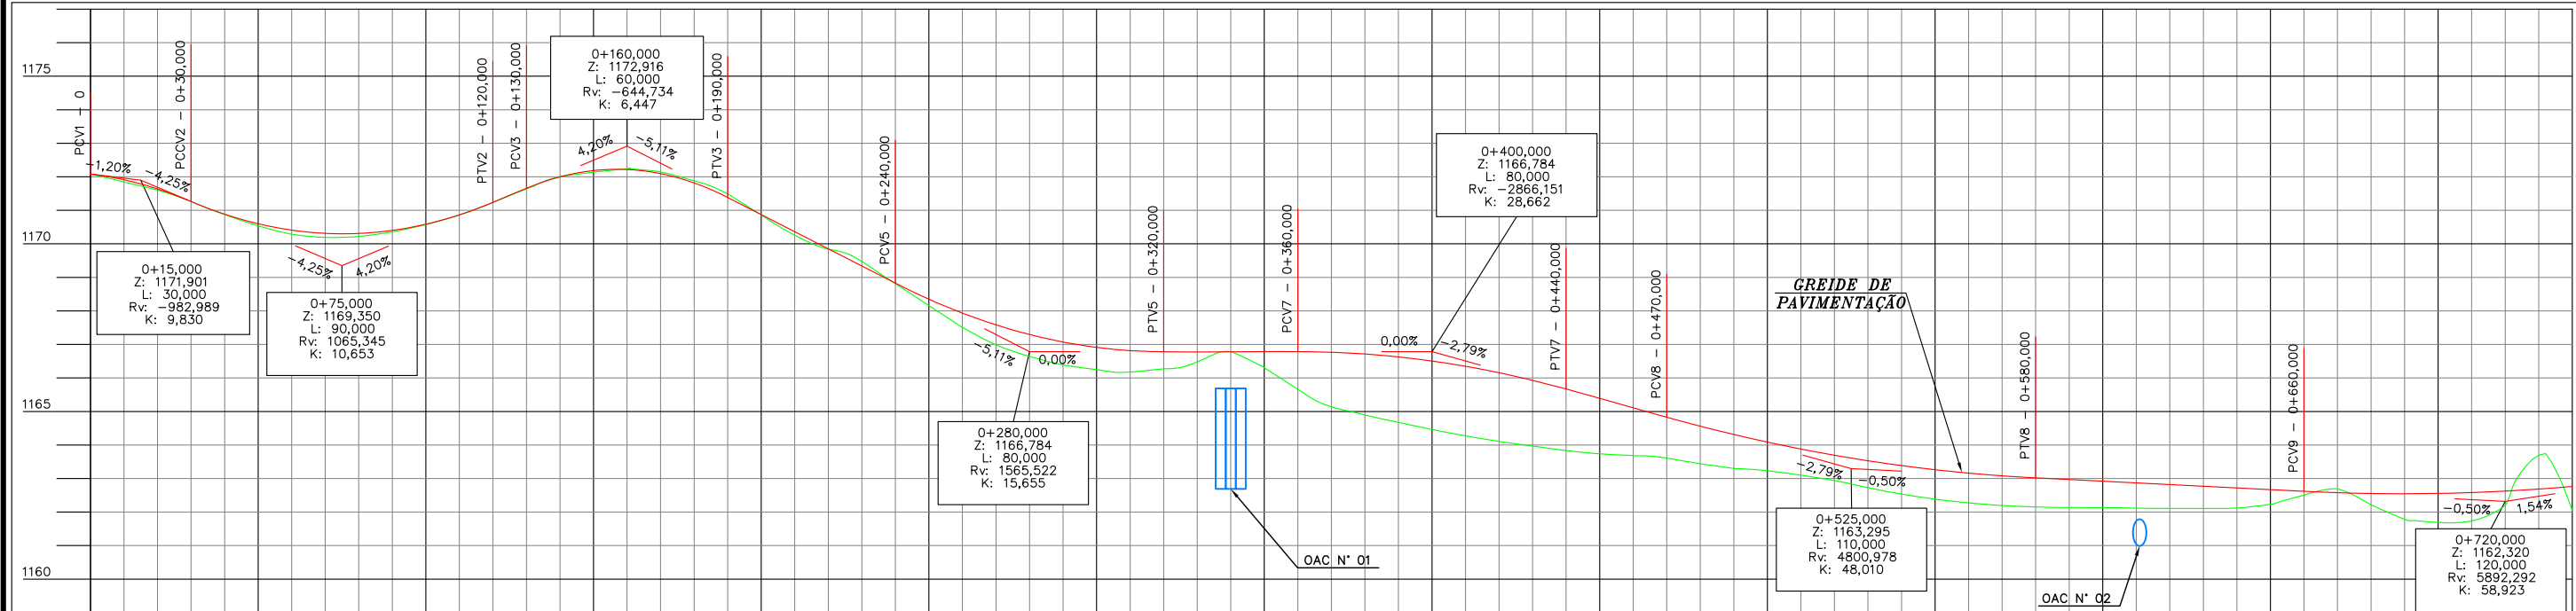 1175
1170
1165
1160
PCV1 - 0
-1,20%
-4,25%
PCCV2 - 0+30,000
0+15,000
Z: 1171,901
L: 30,000
Rv: -982,989
K: 9,830
-4,25%
4,20%
0+75,000
Z: 1169,350
L: 90,000
Rv: 1065,345
K: 10,653
PTV2 - 0+120,000
PCV3 - 0+130,000
0+160,000
Z: 1172,916
L: 60,000
Rv: -644,734
K: 6,447
4,20%
-5,11%
PTV3 - 0+190,000
PCV5 - 0+240,000
-5,11%
0,00%
0+280,000
Z: 1166,784
L: 80,000
Rv: 1565,522
K: 15,655
PTV5 - 0+320,000
OAC N° 01
PCV7 - 0+360,000
0+400,000
Z: 1166,784
L: 80,000
Rv: -2866,151
K: 28,662
0,00%
-2,79%
PTV7 - 0+440,000
PCV8 - 0+470,000
GREIDE DE
PAVIMENTAÇÃO
-2,79%
-0,50%
0+525,000
Z: 1163,295
L: 110,000
Rv: 4800,978
K: 48,010
PTV8 - 0+580,000
OAC N° 02
PCV9 - 0+660,000
-0,50%
1,54%
0+720,000
Z: 1162,320
L: 120,000
Rv: 5892,292
K: 58,923